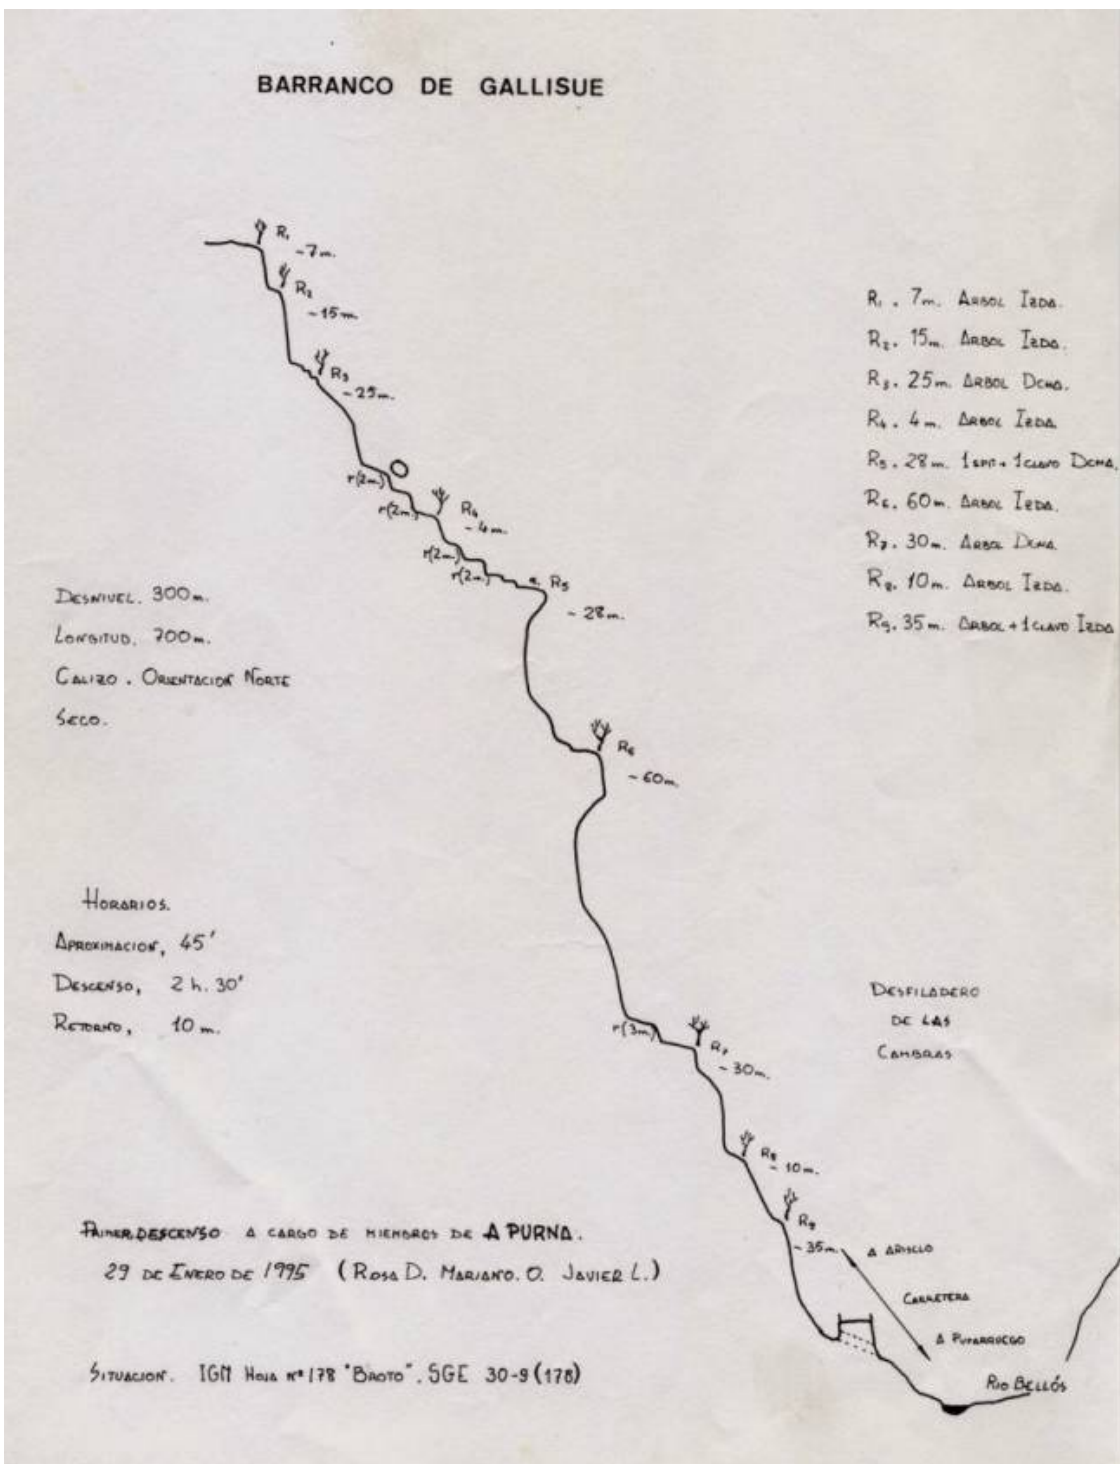 BARRANCO DE GALLISUE
R1
-7m.
R2
-15m.
R3
-25m.
r(2m.)
r(2m.)
R4
-4m.
r(2m.)
r(2m.)
R5
-28m.
R6
-60m.
r(3m)
R7
-30m.
R8
-10m.
R9
-35m.
R1. 7m. ARBOL IZDA.
R2. 15m. ARBOL IZDA.
R3. 25m. ARBOL DCHA.
R4. 4m. ARBOL IZDA.
R5. 28m. 1 SPIT + 1 CLAVO DCHA.
R6. 60m. ARBOL IZDA.
R7. 30m. ARBOL DCHA.
R8. 10m. ARBOL IZDA.
R9. 35m. ARBOL + 1 CLAVO IZDA
DESNIVEL. 300m.
LONGITUD. 700m.
CALIZO. ORIENTACION NORTE
SECO.
HORARIOS.
APROXIMACION, 45'
DESCENSO, 2 h. 30'
RETORNO, 10 m.
DESFILADERO
DE LAS
CAMBRAS
A AÑISCLO
CARRETERA
A PUYARRUEGO
RIO BELLÓS
PRIMER DESCENSO A CARGO DE MIEMBROS DE A PURNA.
29 DE ENERO DE 1995 (ROSA D. MARIANO. O. JAVIER L.)
SITUACION. IGN HOJA Nº 178 "BROTO". SGE 30-9 (178)